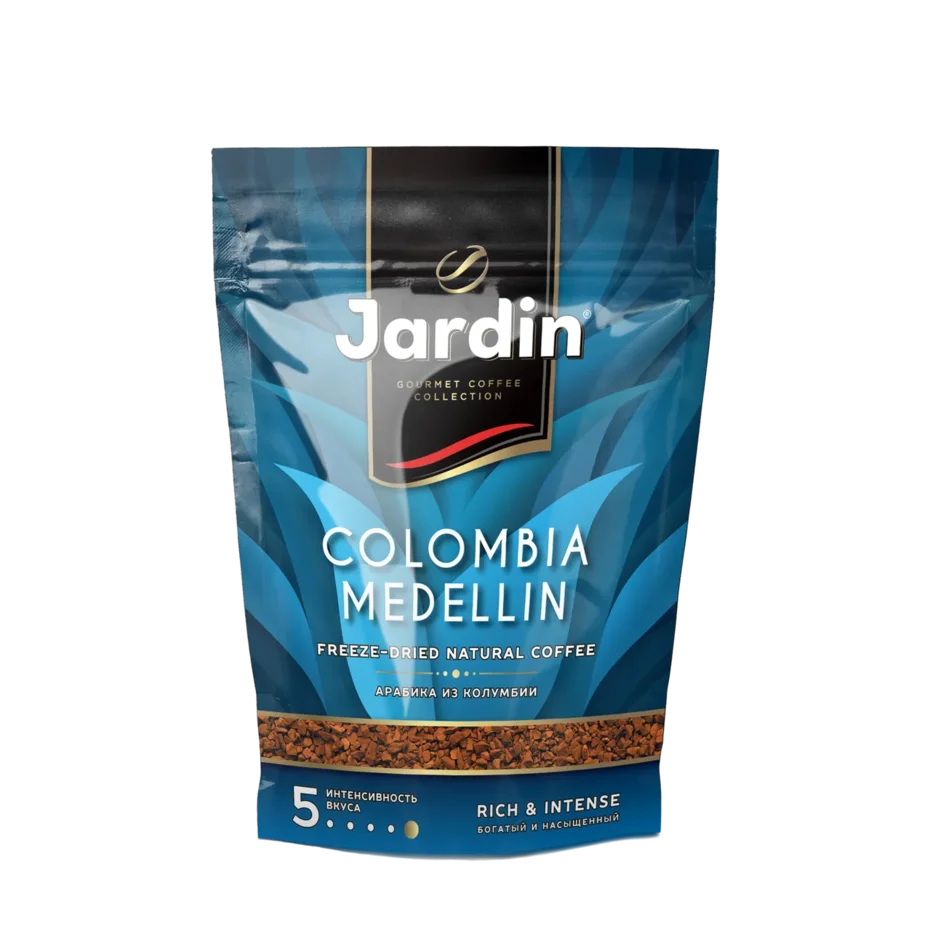 Jardin®
GOURMET COFFEE
COLLECTION
COLOMBIA
MEDELLIN
FREEZE-DRIED NATURAL COFFEE
АРАБИКА ИЗ КОЛУМБИИ
5 ИНТЕНСИВНОСТЬ
ВКУСА
RICH & INTENSE
БОГАТЫЙ И НАСЫЩЕННЫЙ